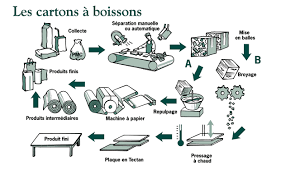 Les cartons à boissons
Collecte
Séparation manuelle
ou automatique
Mise
en balles
A
B
Produits finis
Broyage
Produits intermédiaires
Machine à papier
Repulpage
Produit fini
Plaque en Tectan
Pressage
à chaud